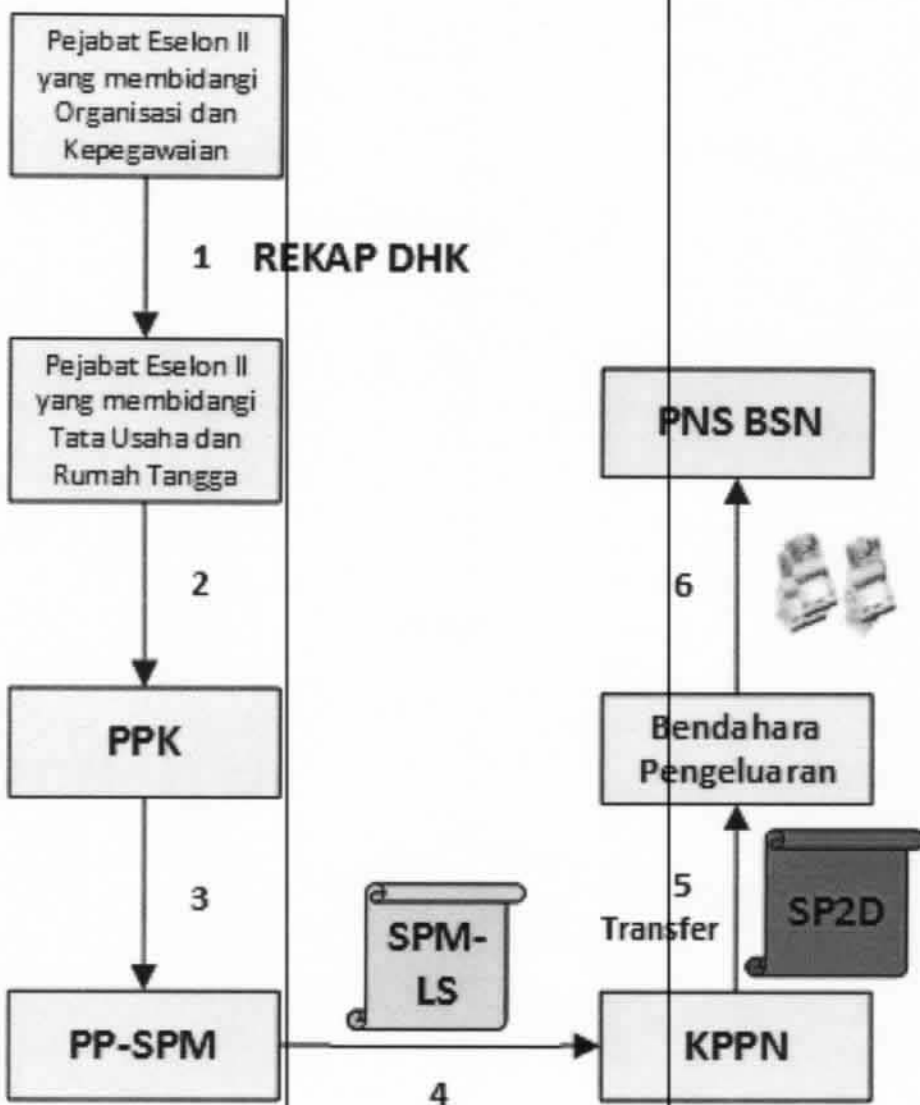 Pejabat Eselon II
yang membidangi
Organisasi dan
Kepegawaian
1 REKAP DHK
Pejabat Eselon II
yang membidangi
Tata Usaha dan
Rumah Tangga
2
PPK
3
PP-SPM
SPM-
LS
4
KPPN
5
Transfer
SP2D
Bendahara
Pengeluaran
6
PNS BSN